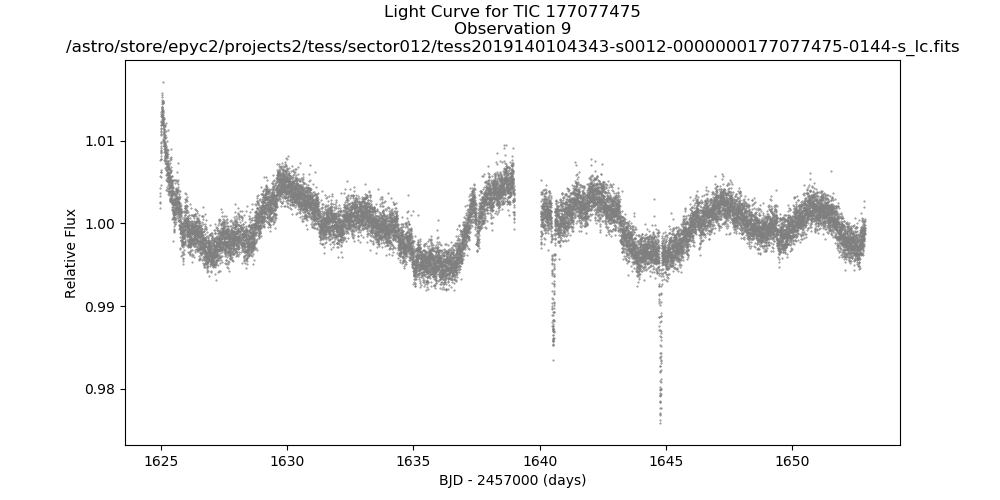 Light Curve for TIC 177077475
Observation 9
/astro/store/epyc2/projects2/tess/sector012/tess2019140104343-s0012-0000000177077475-0144-s_lc.fits
1.01
1.00
0.99
0.98
Relative Flux
1625
1630
1635
1640
1645
1650
BJD - 2457000 (days)